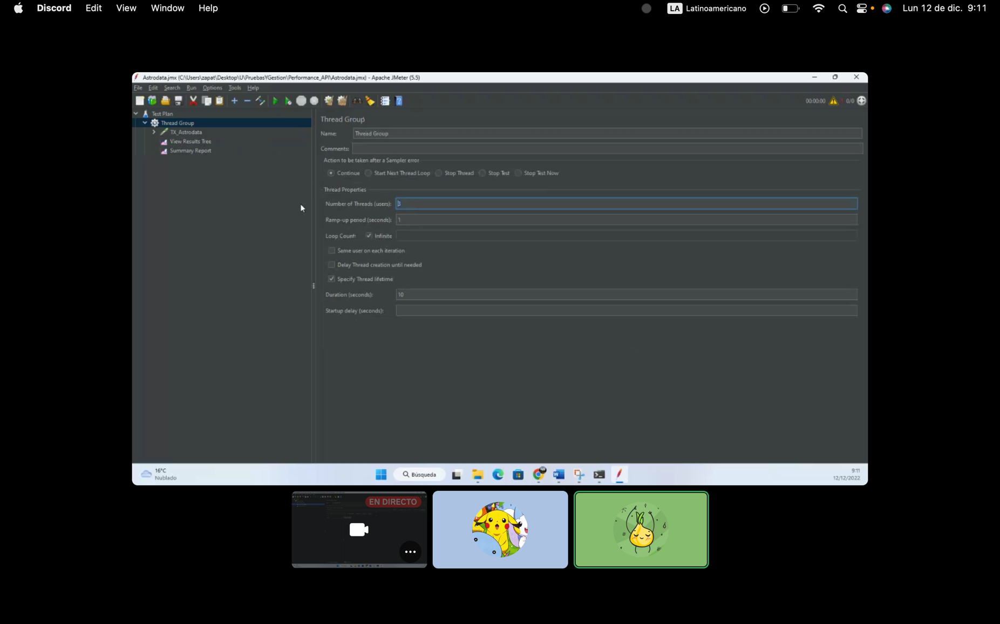 Discord Edit View Window Help LA Latinoamericano Lun 12 de dic. 9:11
Astrodata.jmx (C:\Users\zapat\Desktop\U\PruebasYGestion\Performance_API\Astrodata.jmx) - Apache JMeter (5.5)
File Edit Search Run Options Tools Help
00:00:00 1 0/0
Test Plan
Thread Group
TX_Astrodata
View Results Tree
Summary Report
Thread Group
Name: Thread Group
Comments:
Action to be taken after a Sampler error
Continue Start Next Thread Loop Stop Thread Stop Test Stop Test Now
Thread Properties
Number of Threads (users): 3
Ramp-up period (seconds): 1
Loop Count: Infinite
Same user on each iteration
Delay Thread creation until needed
Specify Thread lifetime
Duration (seconds): 10
Startup delay (seconds):
16°C
Nublado
Búsqueda
9:11
12/12/2022
EN DIRECTO